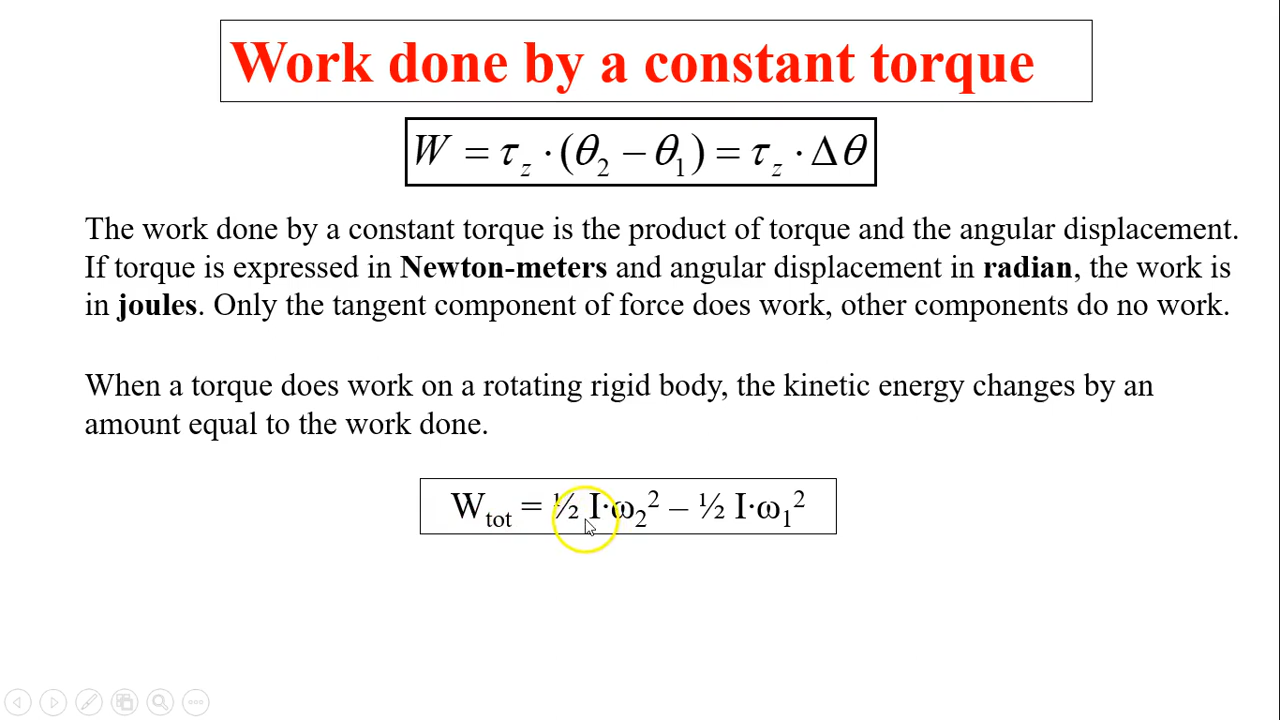 Work done by a constant torque
W = τ_z · (θ₂ − θ₁) = τ_z · Δθ
The work done by a constant torque is the product of torque and the angular displacement.
If torque is expressed in Newton-meters and angular displacement in radian, the work is
in joules. Only the tangent component of force does work, other components do no work.
When a torque does work on a rotating rigid body, the kinetic energy changes by an
amount equal to the work done.
W_tot = ½ I·ω₂² – ½ I·ω₁²